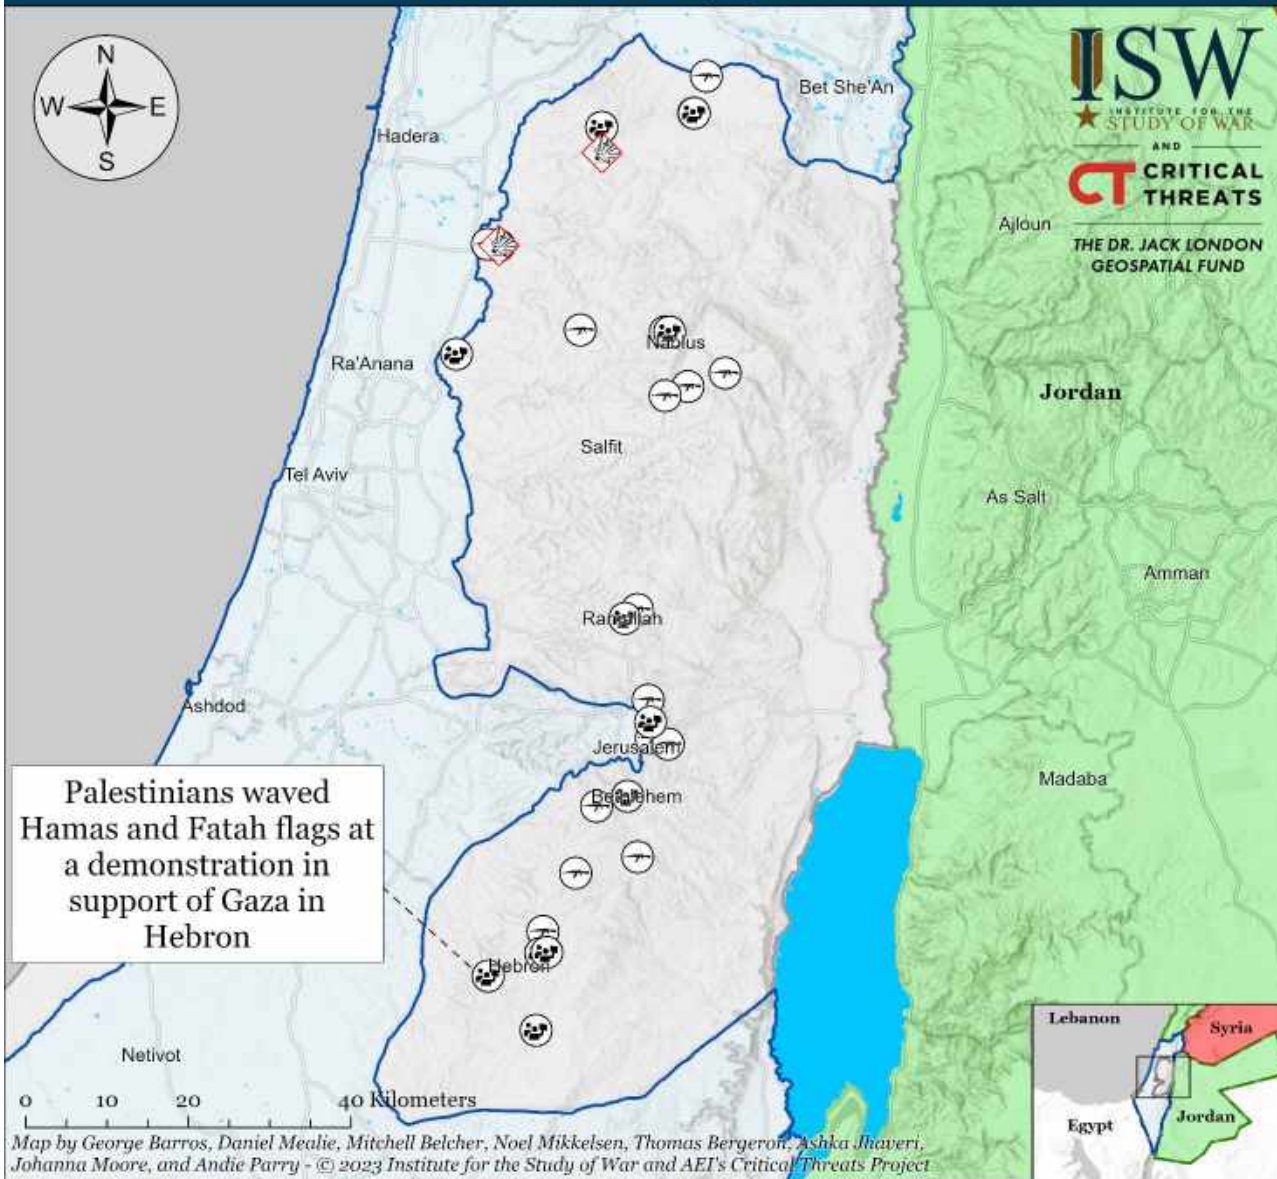 N
W E
S
Hadera
Bet She'An
ISW
INSTITUTE FOR THE
STUDY OF WAR
AND
CT CRITICAL
THREATS
THE DR. JACK LONDON
GEOSPATIAL FUND
Ajloun
Nablus
Ra'Anana
Jordan
Salfit
Tel Aviv
As Salt
Amman
Ramallah
Ashdod
Jerusalem
Madaba
Bethlehem
Palestinians waved
Hamas and Fatah flags at
a demonstration in
support of Gaza in
Hebron
Hebron
Netivot
Lebanon
Syria
Egypt
Jordan
0 10 20 40 Kilometers
Map by George Barros, Daniel Mealie, Mitchell Belcher, Noel Mikkelsen, Thomas Bergeron, Ashka Jhaveri,
Johanna Moore, and Andie Parry - © 2023 Institute for the Study of War and AEI's Critical Threats Project